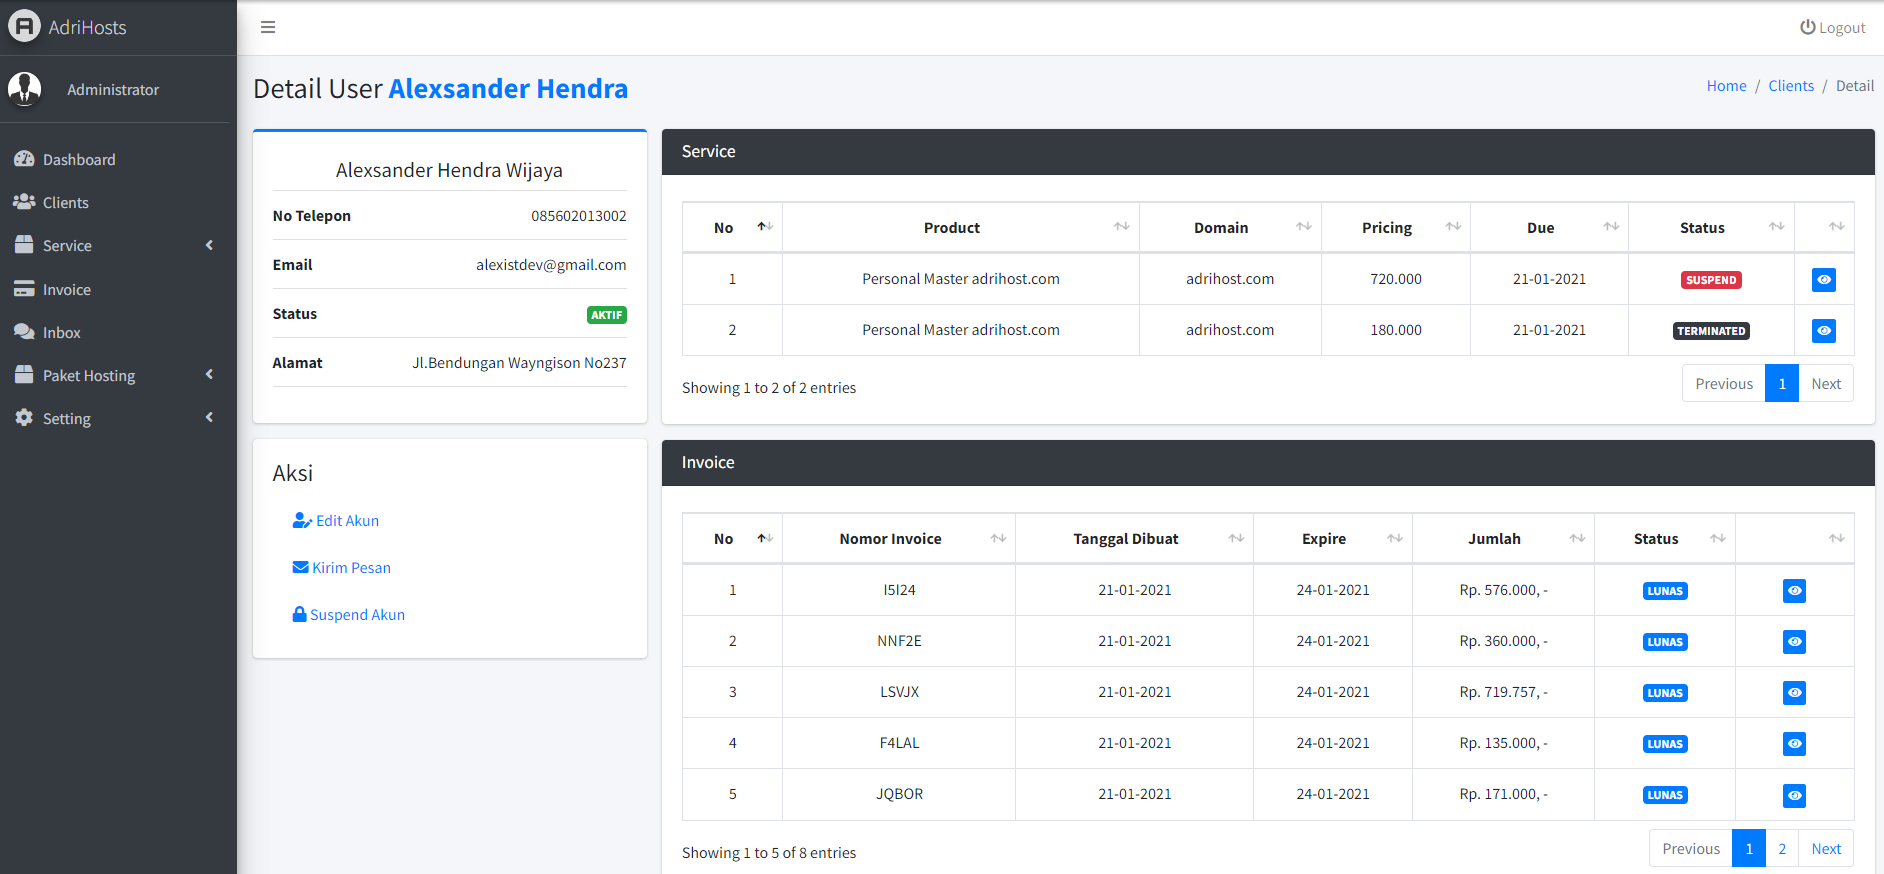 AdriHosts
Logout
Administrator
Dashboard
Clients
Service
Invoice
Inbox
Paket Hosting
Setting
Detail User Alexsander Hendra
Home / Clients / Detail
Alexsander Hendra Wijaya
No Telepon 085602013002
Email alexistdev@gmail.com
Status AKTIF
Alamat Jl.Bendungan Wayngison No237
Aksi
Edit Akun
Kirim Pesan
Suspend Akun
Service
No Product Domain Pricing Due Status
1 Personal Master adrihost.com adrihost.com 720.000 21-01-2021 SUSPEND
2 Personal Master adrihost.com adrihost.com 180.000 21-01-2021 TERMINATED
Showing 1 to 2 of 2 entries
Previous 1 Next
Invoice
No Nomor Invoice Tanggal Dibuat Expire Jumlah Status
1 I5I24 21-01-2021 24-01-2021 Rp. 576.000, - LUNAS
2 NNF2E 21-01-2021 24-01-2021 Rp. 360.000, - LUNAS
3 LSVJX 21-01-2021 24-01-2021 Rp. 719.757, - LUNAS
4 F4LAL 21-01-2021 24-01-2021 Rp. 135.000, - LUNAS
5 JQBOR 21-01-2021 24-01-2021 Rp. 171.000, - LUNAS
Showing 1 to 5 of 8 entries
Previous 1 2 Next